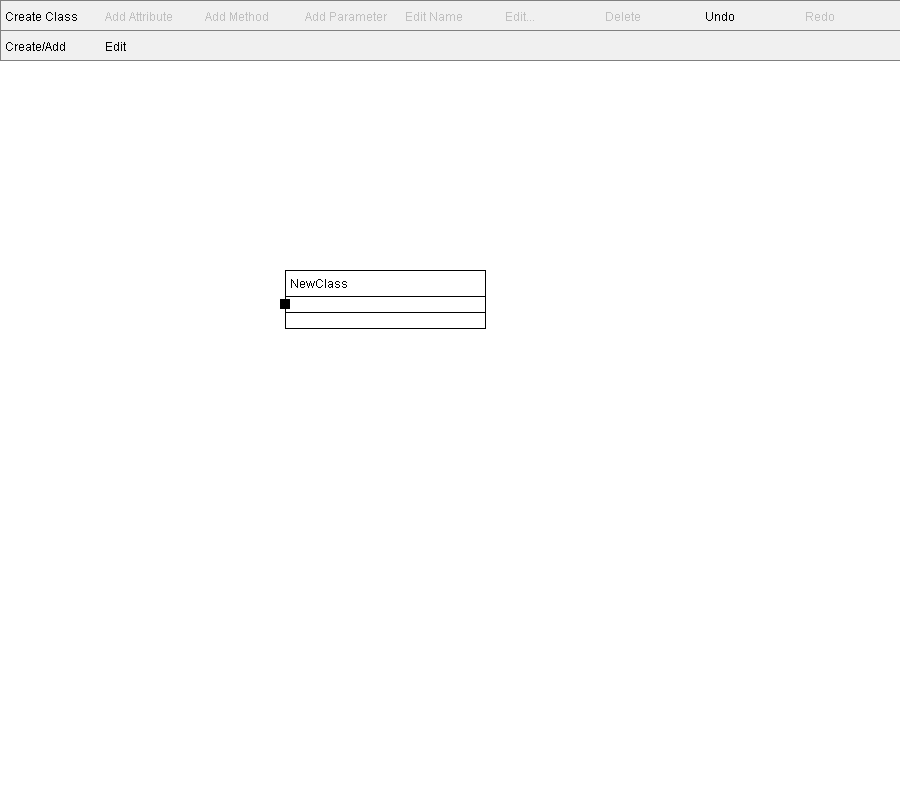 Create Class Add Attribute Add Method Add Parameter Edit Name Edit... Delete Undo Redo
Create/Add Edit
NewClass